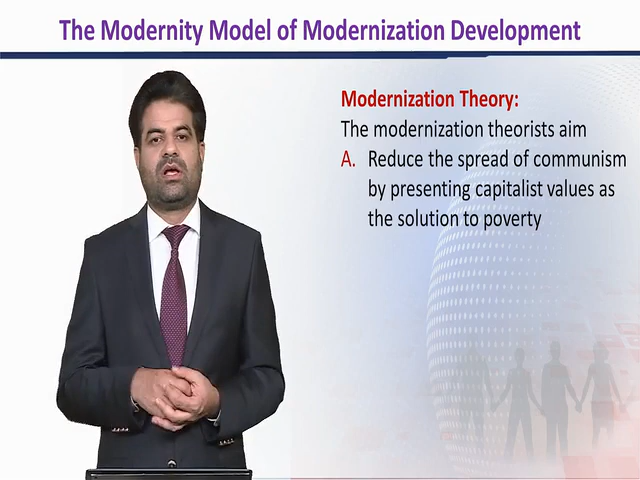 The Modernity Model of Modernization Development
Modernization Theory:
The modernization theorists aim
A. Reduce the spread of communism
by presenting capitalist values as
the solution to poverty